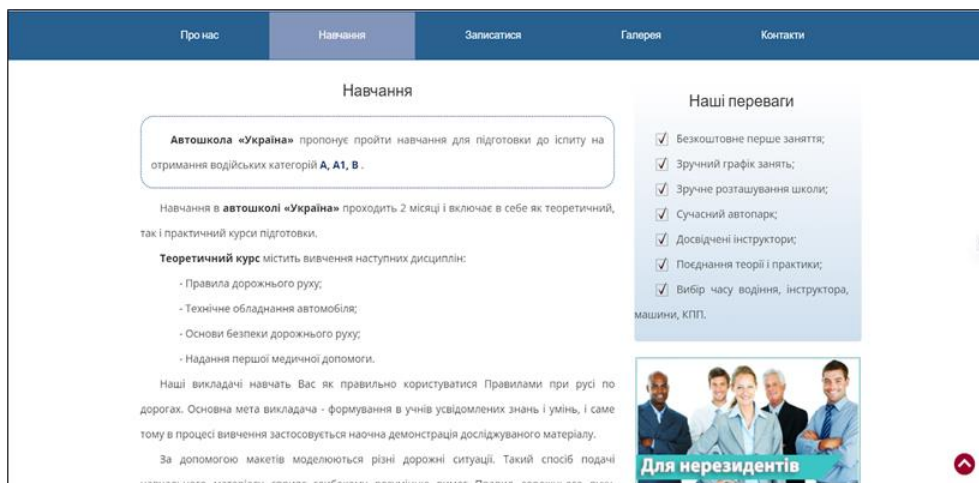 Про нас
Навчання
Записатися
Галерея
Контакти
Навчання
Автошкола «Україна» пропонує пройти навчання для підготовки до іспиту на
отримання водійських категорій А, А1, В .
Навчання в автошколі «Україна» проходить 2 місяці і включає в себе як теоретичний,
так і практичний курси підготовки.
Теоретичний курс містить вивчення наступних дисциплін:
- Правила дорожнього руху;
- Технічне обладнання автомобіля;
- Основи безпеки дорожнього руху;
- Надання першої медичної допомоги.
Наші викладачі навчать Вас як правильно користуватися Правилами при русі по
дорогах. Основна мета викладача - формування в учнів усвідомлених знань і умінь, і саме
тому в процесі вивчення застосовується наочна демонстрація досліджуваного матеріалу.
За допомогою макетів моделюються різні дорожні ситуації. Такий спосіб подачі
Наші переваги
Безкоштовне перше заняття;
Зручний графік занять;
Зручне розташування школи;
Сучасний автопарк;
Досвідчені інструктори;
Поєднання теорії і практики;
Вибір часу водіння, інструктора,
машини, КПП.
Для нерезидентів